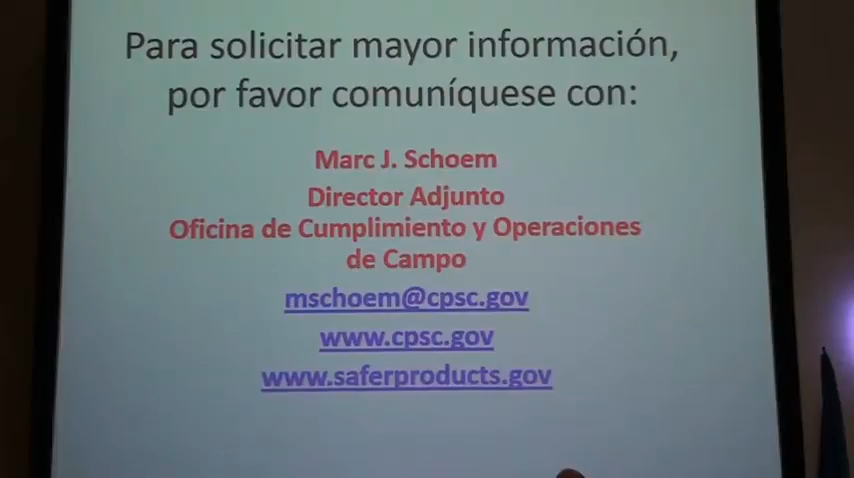 Para solicitar mayor información,
por favor comuníquese con:
Marc J. Schoem
Director Adjunto
Oficina de Cumplimiento y Operaciones
de Campo
mschoem@cpsc.gov
www.cpsc.gov
www.saferproducts.gov